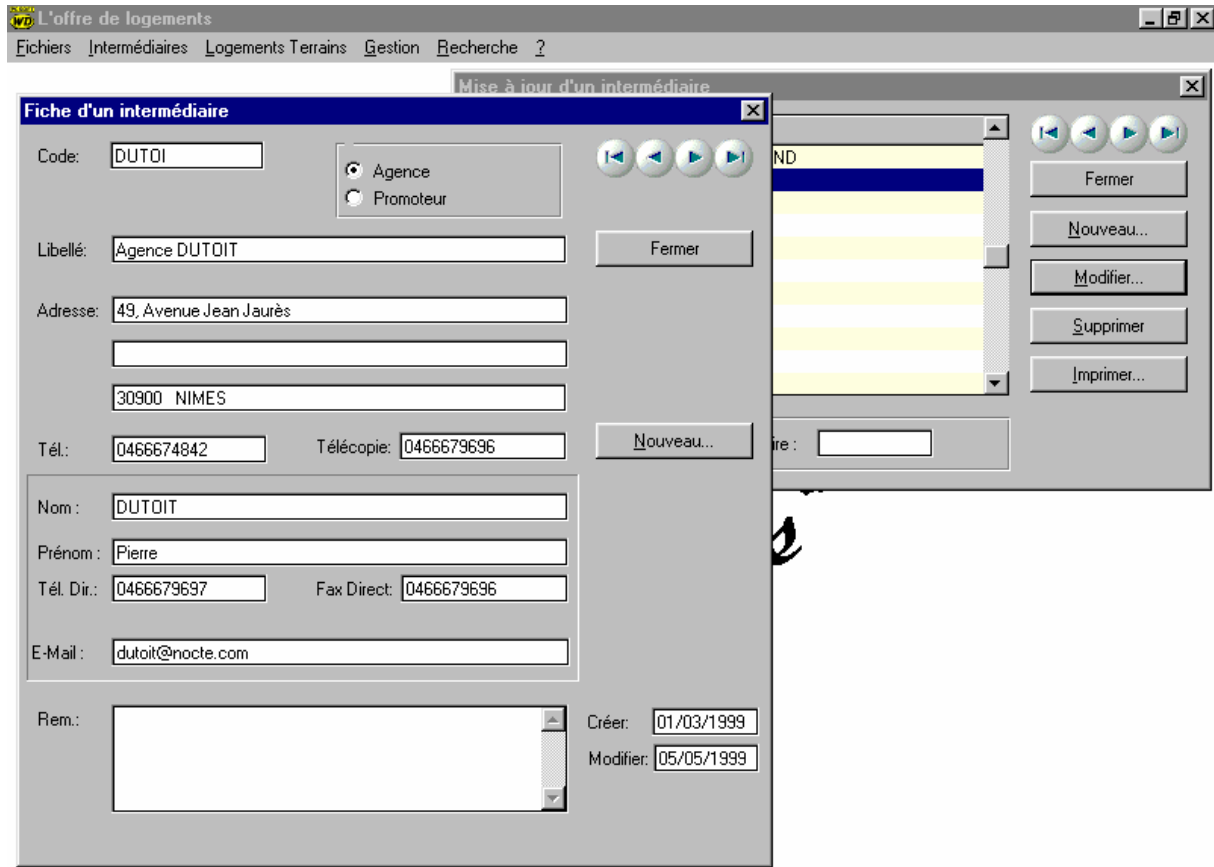 WD L'offre de logements
Fichiers Intermédiaires Logements Terrains Gestion Recherche ?
Mise à jour d'un intermédiaire
Fiche d'un intermédiaire
Code: DUTOI
Agence
Promoteur
Libellé: Agence DUTOIT
Fermer
Adresse: 49, Avenue Jean Jaurès
30900 NIMES
Tél.: 0466674842 Télécopie: 0466679696
Nouveau...
Nom : DUTOIT
Prénom : Pierre
Tél. Dir.: 0466679697 Fax Direct: 0466679696
E-Mail : dutoit@nocte.com
Rem.:
Créer: 01/03/1999
Modifier: 05/05/1999
ND
Fermer
Nouveau...
Modifier...
Supprimer
Imprimer...
ire :